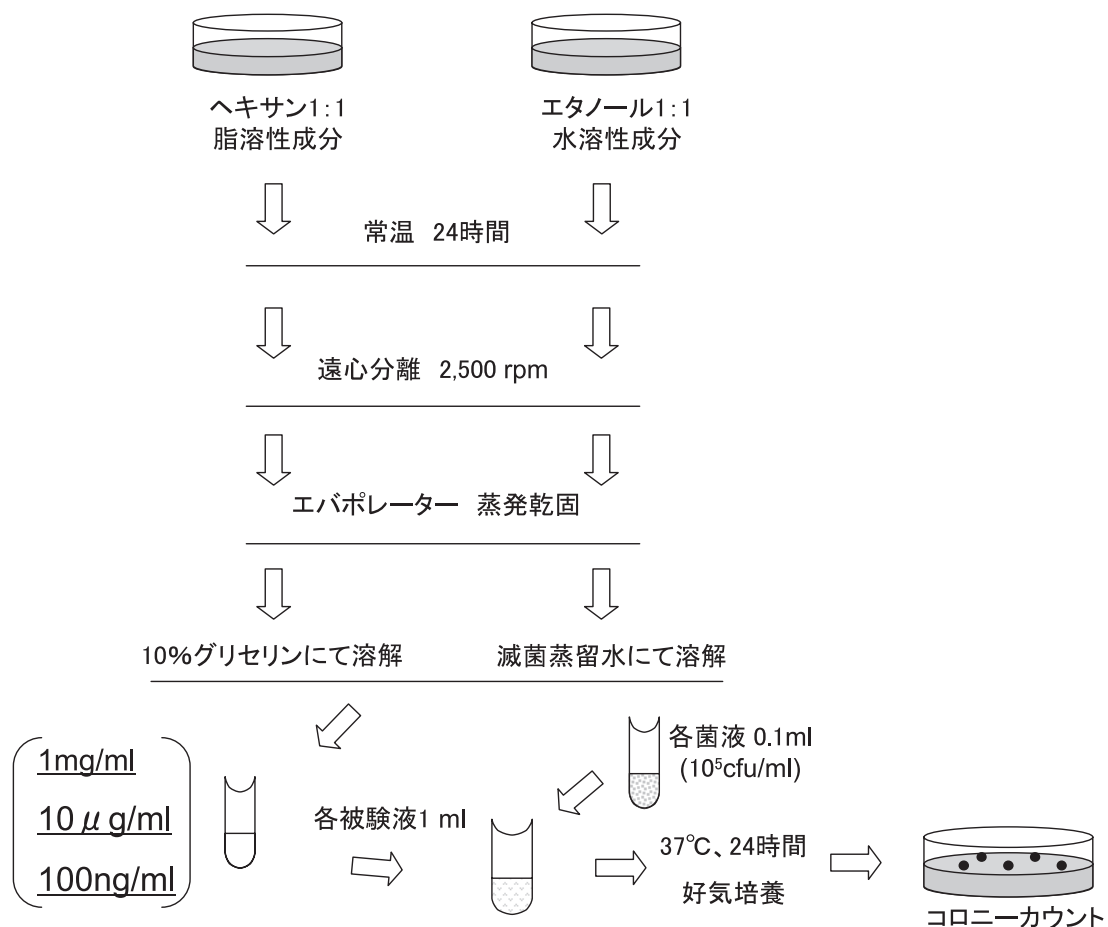 ヘキサン1:1
脂溶性成分
エタノール1:1
水溶性成分
常温 24時間
遠心分離 2,500 rpm
エバポレーター 蒸発乾固
10%グリセリンにて溶解
滅菌蒸留水にて溶解
1mg/ml
10μg/ml
100ng/ml
各被験液1 ml
各菌液 0.1ml
(10⁵cfu/ml)
37℃、24時間
好気培養
コロニーカウント